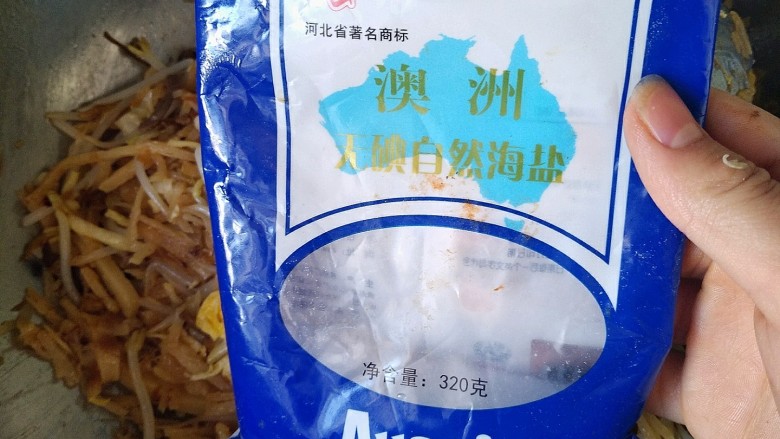 河北省著名商标
澳洲
无碘自然海盐
净含量：320克